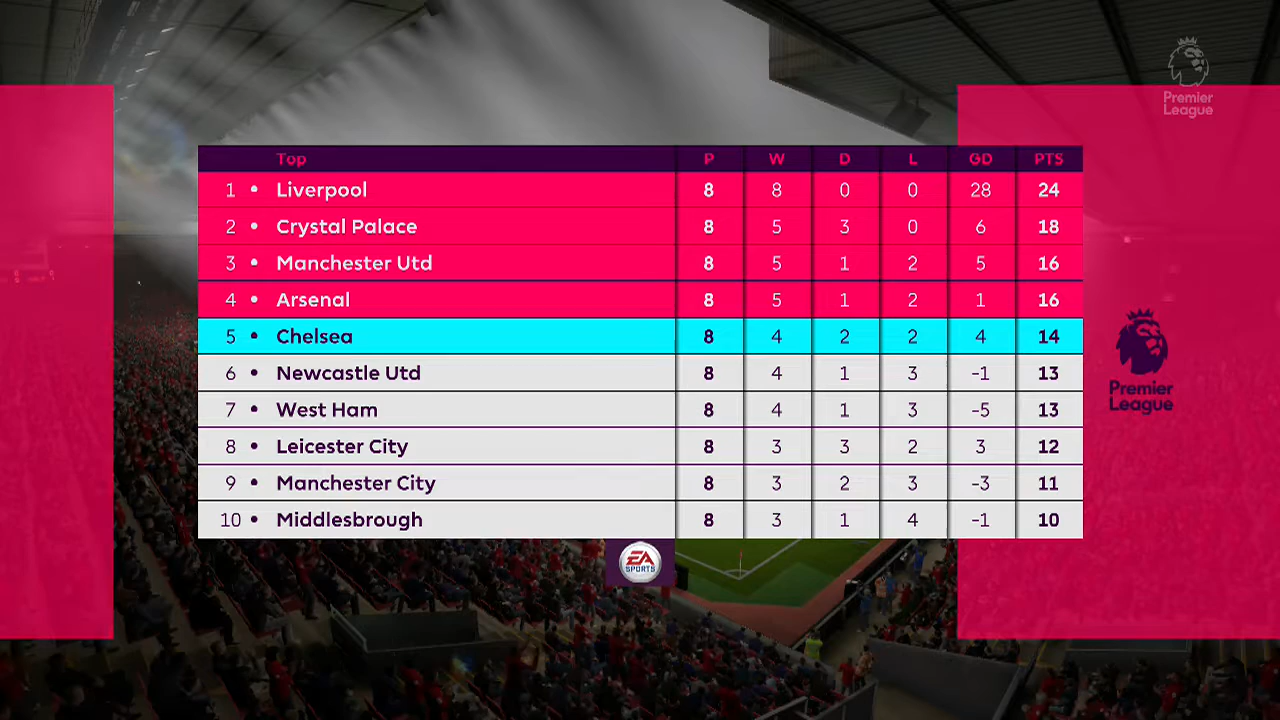 Premier
League
Top P W D L GD PTS
1 • Liverpool 8 8 0 0 28 24
2 • Crystal Palace 8 5 3 0 6 18
3 • Manchester Utd 8 5 1 2 5 16
4 • Arsenal 8 5 1 2 1 16
5 • Chelsea 8 4 2 2 4 14
6 • Newcastle Utd 8 4 1 3 -1 13
7 • West Ham 8 4 1 3 -5 13
8 • Leicester City 8 3 3 2 3 12
9 • Manchester City 8 3 2 3 -3 11
10 • Middlesbrough 8 3 1 4 -1 10
Premier
League
EA
SPORTS